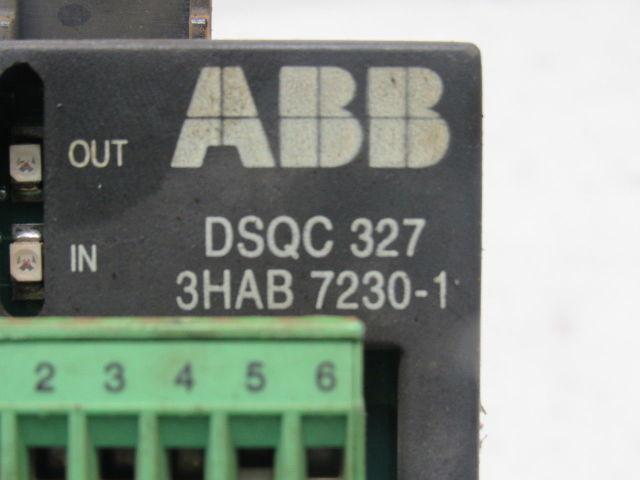 ABB
OUT
DSQC 327
IN
3HAB 7230-1
2 3 4 5 6